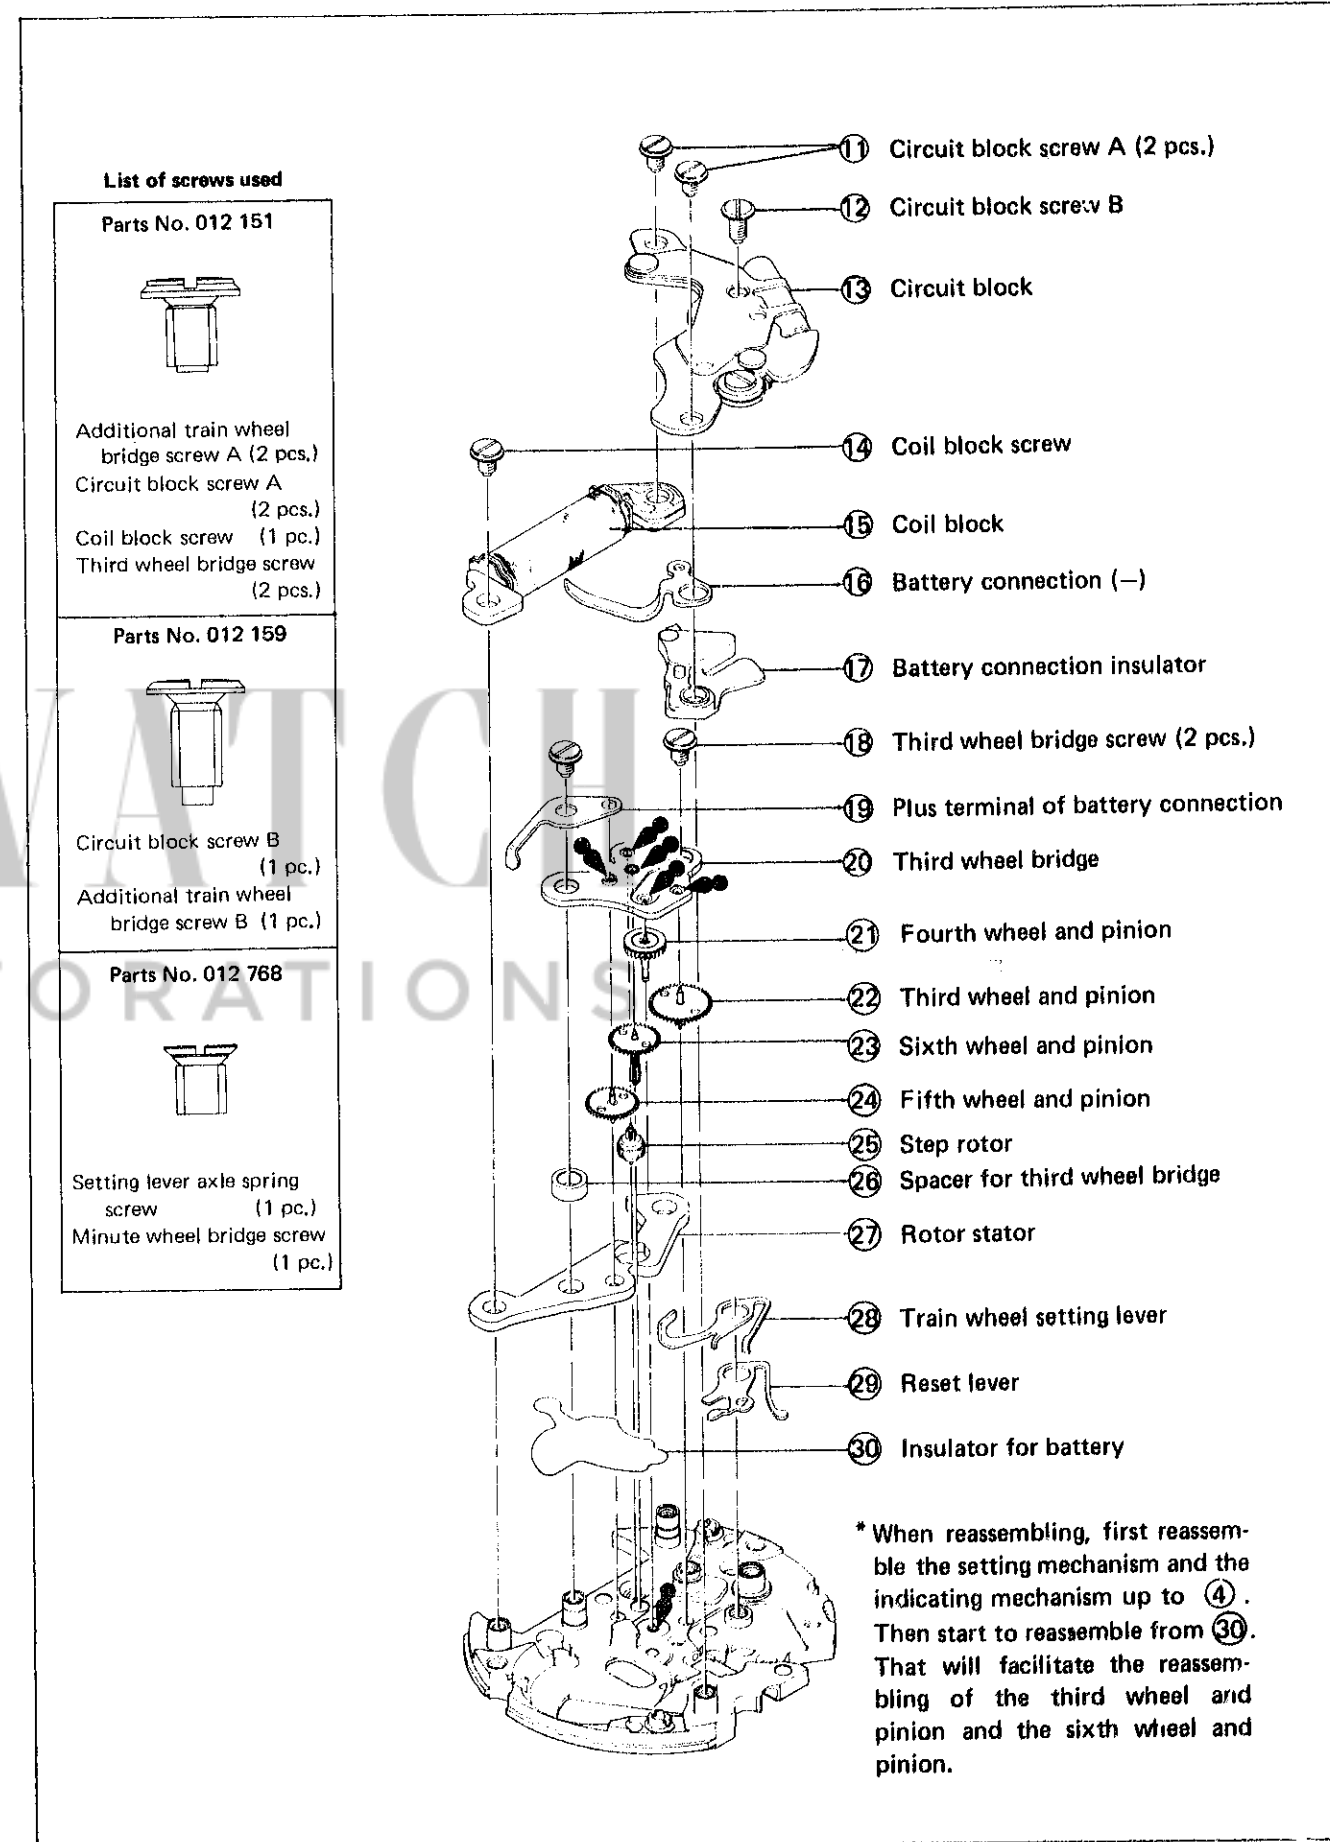 List of screws used
Parts No. 012 151
Additional train wheel
bridge screw A (2 pcs.)
Circuit block screw A
(2 pcs.)
Coil block screw (1 pc.)
Third wheel bridge screw
(2 pcs.)
Parts No. 012 159
Circuit block screw B
(1 pc.)
Additional train wheel
bridge screw B (1 pc.)
Parts No. 012 768
Setting lever axle spring
screw (1 pc.)
Minute wheel bridge screw
(1 pc.)
11 Circuit block screw A (2 pcs.)
12 Circuit block screw B
13 Circuit block
14 Coil block screw
15 Coil block
16 Battery connection (−)
17 Battery connection insulator
18 Third wheel bridge screw (2 pcs.)
19 Plus terminal of battery connection
20 Third wheel bridge
21 Fourth wheel and pinion
22 Third wheel and pinion
23 Sixth wheel and pinion
24 Fifth wheel and pinion
25 Step rotor
26 Spacer for third wheel bridge
27 Rotor stator
28 Train wheel setting lever
29 Reset lever
30 Insulator for battery
* When reassembling, first reassem-
ble the setting mechanism and the
indicating mechanism up to 4 .
Then start to reassemble from 30.
That will facilitate the reassem-
bling of the third wheel and
pinion and the sixth wheel and
pinion.
WATCH
ORATIONS